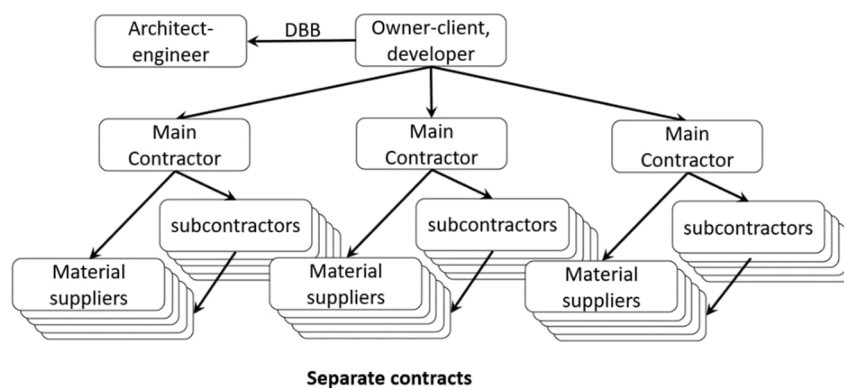 Architect-
engineer
DBB
Owner-client,
developer
Main
Contractor
Main
Contractor
Main
Contractor
subcontractors
subcontractors
subcontractors
Material
suppliers
Material
suppliers
Material
suppliers
Separate contracts